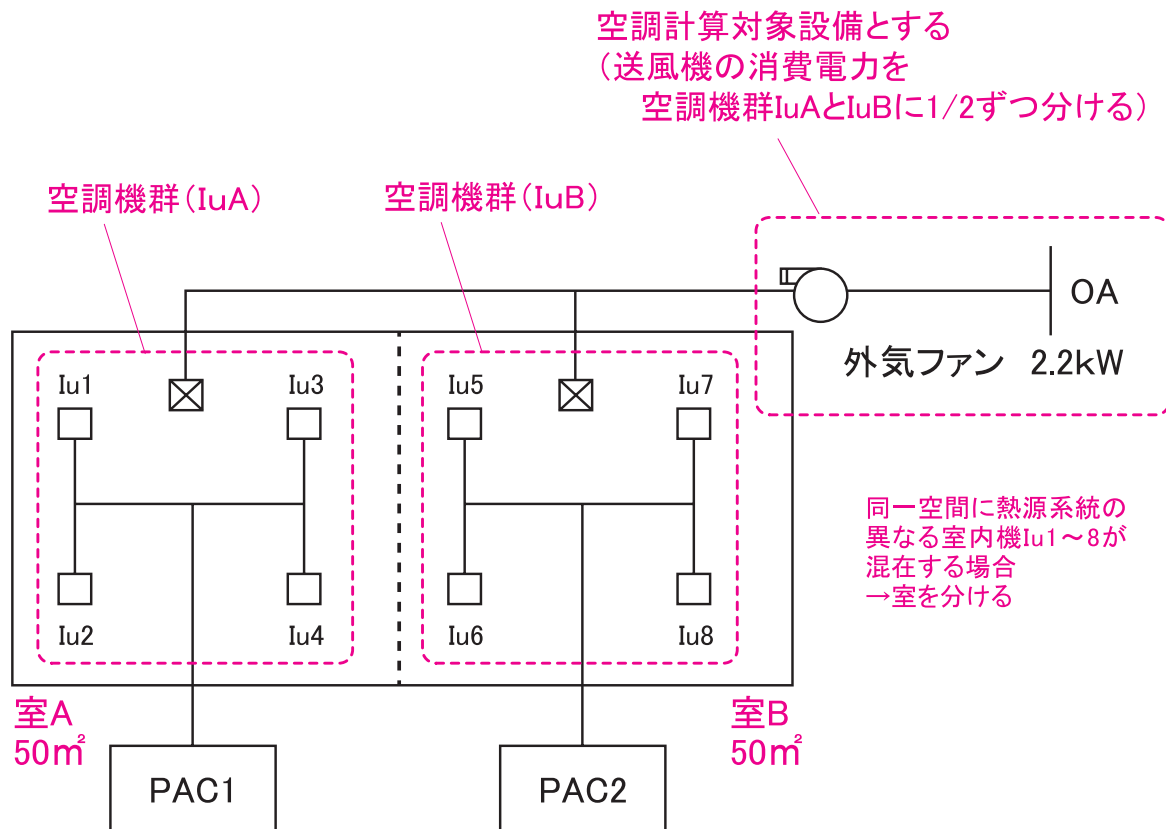 空調計算対象設備とする
（送風機の消費電力を
空調機群IuAとIuBに1/2ずつ分ける）
空調機群（IuA）
空調機群（IuB）
OA
外気ファン 2.2kW
Iu1
Iu3
Iu5
Iu7
Iu2
Iu4
Iu6
Iu8
同一空間に熱源系統の
異なる室内機Iu1～8が
混在する場合
→室を分ける
室A
50㎡
室B
50㎡
PAC1
PAC2